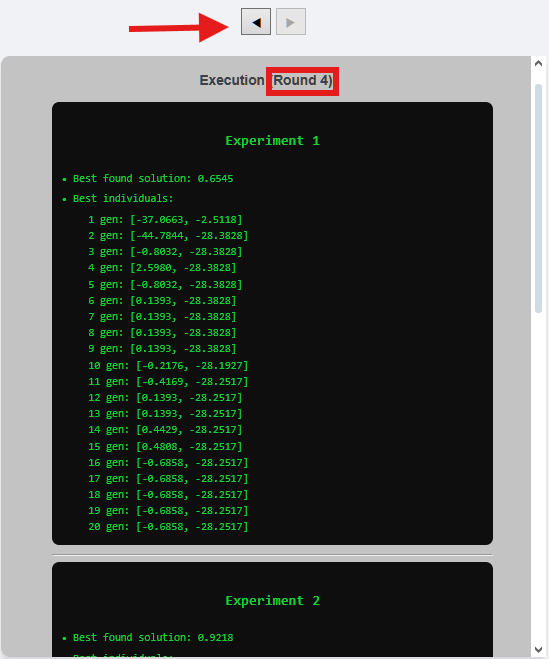 Execution (Round 4)
Experiment 1
• Best found solution: 0.6545
• Best individuals:
1 gen: [-37.0663, -2.5118]
2 gen: [-44.7844, -28.3828]
3 gen: [-0.8032, -28.3828]
4 gen: [2.5980, -28.3828]
5 gen: [-0.8032, -28.3828]
6 gen: [0.1393, -28.3828]
7 gen: [0.1393, -28.3828]
8 gen: [0.1393, -28.3828]
9 gen: [0.1393, -28.3828]
10 gen: [-0.2176, -28.1927]
11 gen: [-0.4169, -28.2517]
12 gen: [0.1393, -28.2517]
13 gen: [0.1393, -28.2517]
14 gen: [0.4429, -28.2517]
15 gen: [0.4808, -28.2517]
16 gen: [-0.6858, -28.2517]
17 gen: [-0.6858, -28.2517]
18 gen: [-0.6858, -28.2517]
19 gen: [-0.6858, -28.2517]
20 gen: [-0.6858, -28.2517]
Experiment 2
• Best found solution: 0.9218
• Best individuals: